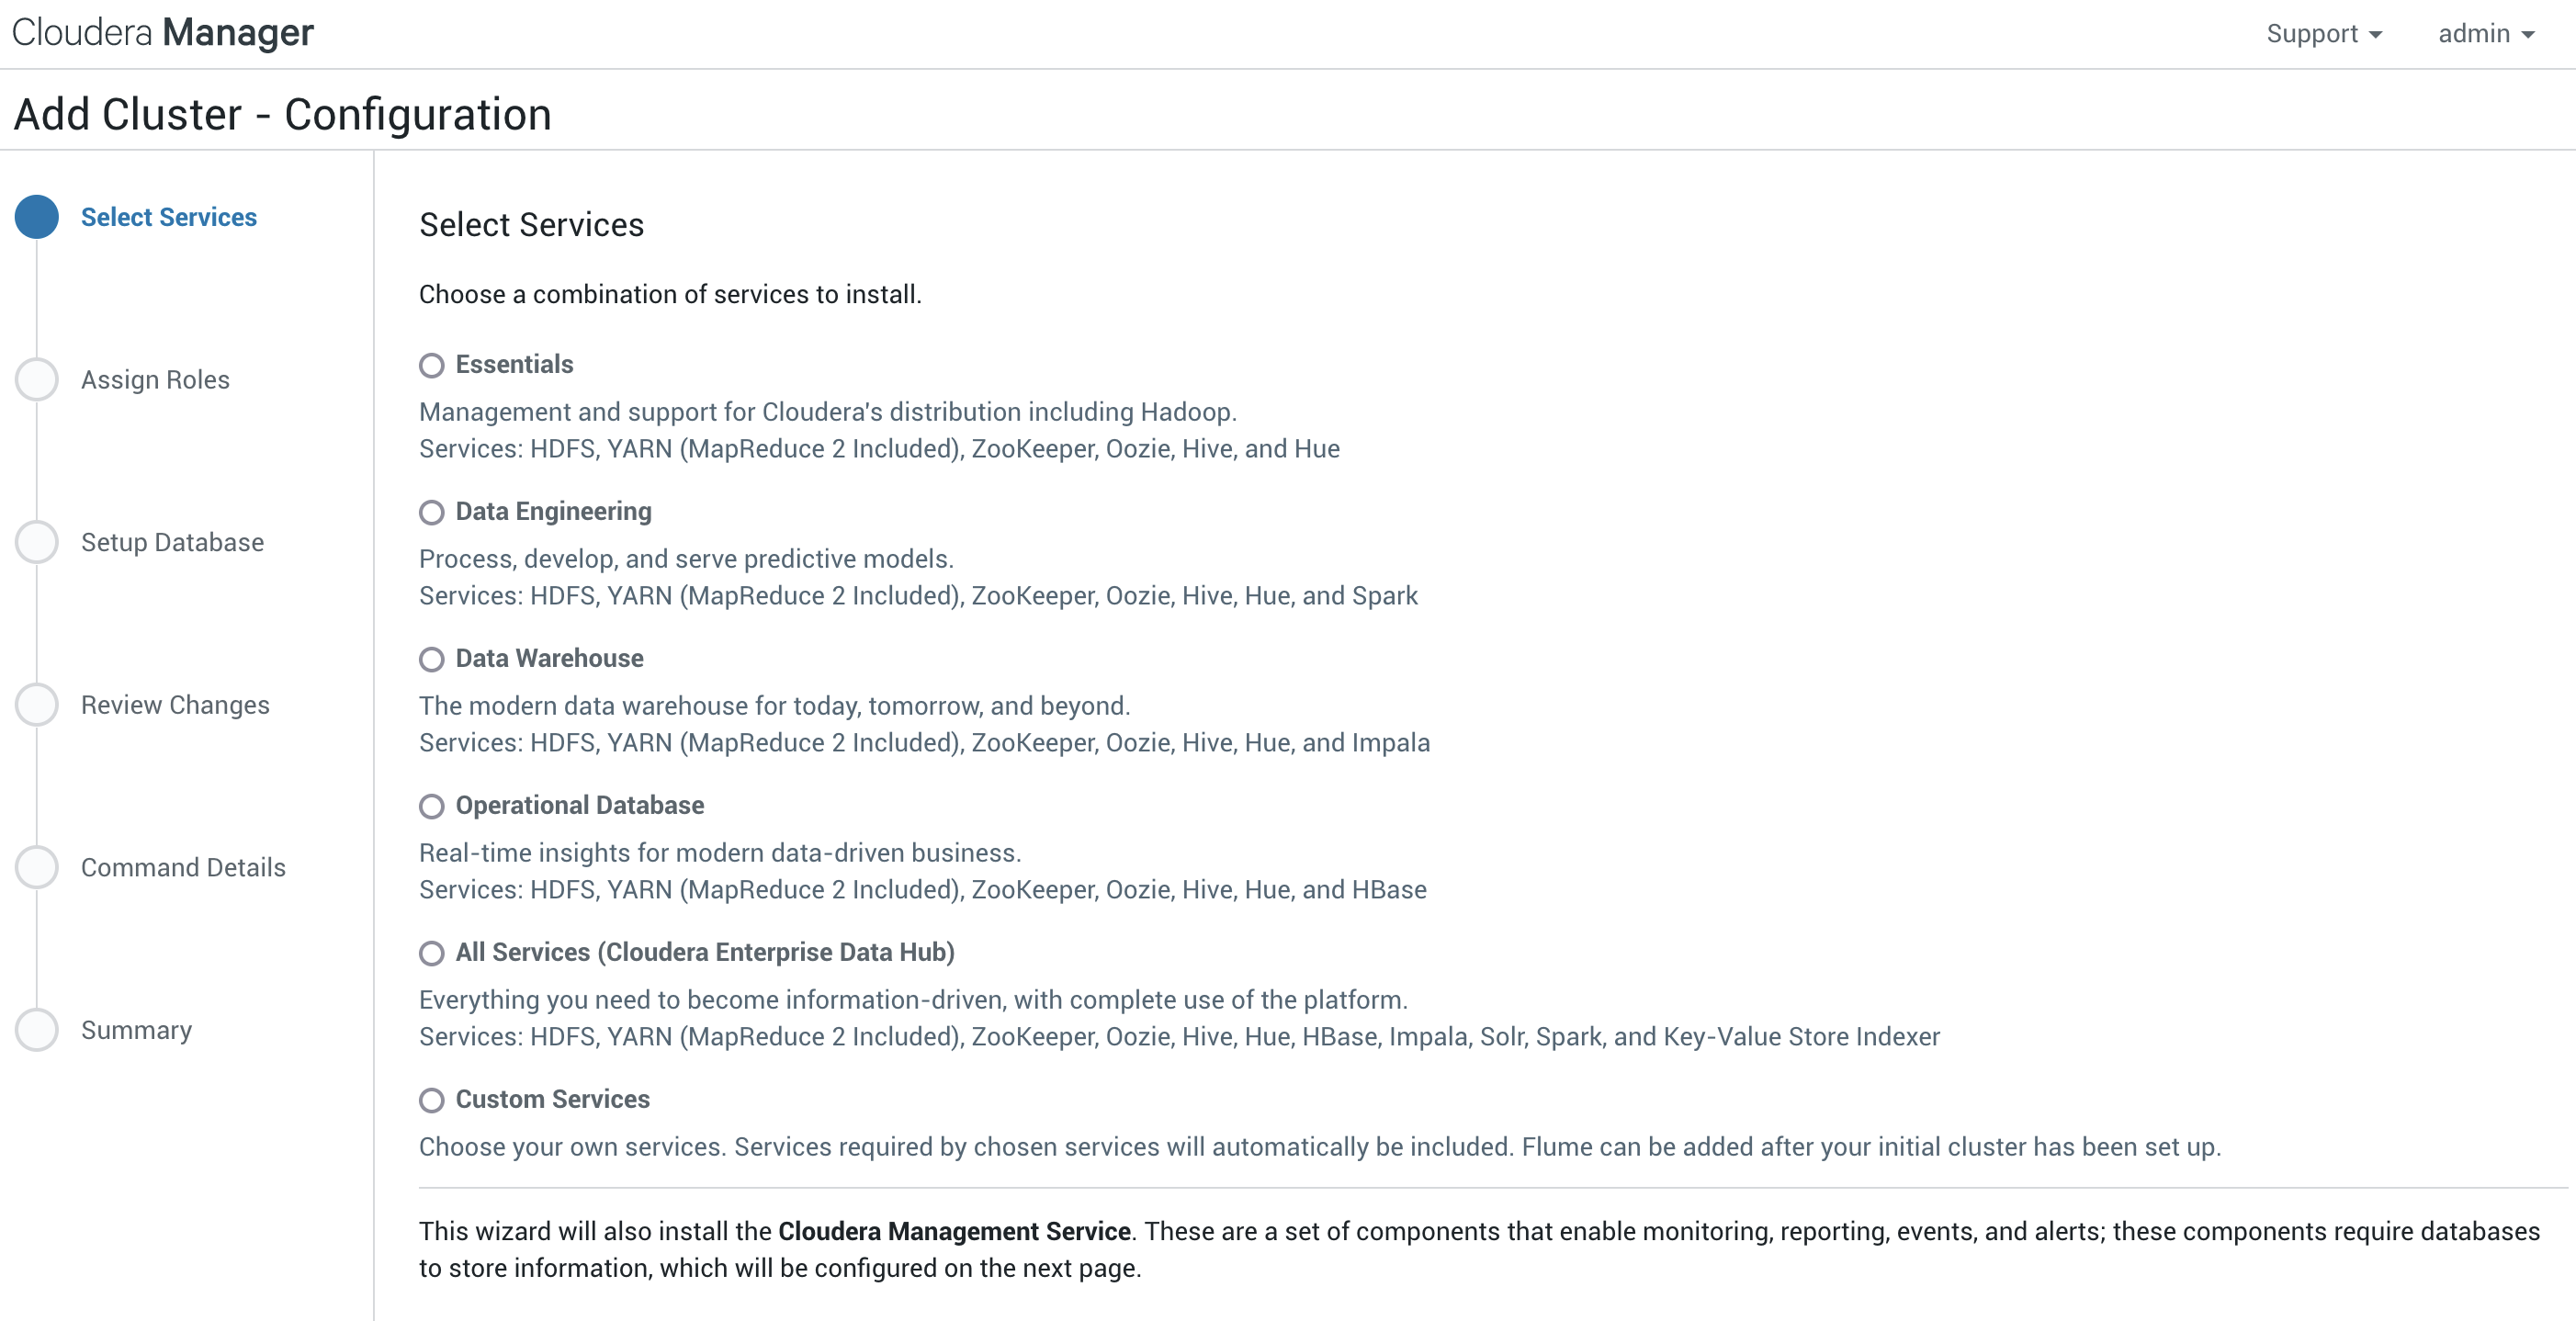 Cloudera Manager
Support
admin
Add Cluster - Configuration
Select Services
Assign Roles
Setup Database
Review Changes
Command Details
Summary
Select Services
Choose a combination of services to install.
Essentials
Management and support for Cloudera's distribution including Hadoop.
Services: HDFS, YARN (MapReduce 2 Included), ZooKeeper, Oozie, Hive, and Hue
Data Engineering
Process, develop, and serve predictive models.
Services: HDFS, YARN (MapReduce 2 Included), ZooKeeper, Oozie, Hive, Hue, and Spark
Data Warehouse
The modern data warehouse for today, tomorrow, and beyond.
Services: HDFS, YARN (MapReduce 2 Included), ZooKeeper, Oozie, Hive, Hue, and Impala
Operational Database
Real-time insights for modern data-driven business.
Services: HDFS, YARN (MapReduce 2 Included), ZooKeeper, Oozie, Hive, Hue, and HBase
All Services (Cloudera Enterprise Data Hub)
Everything you need to become information-driven, with complete use of the platform.
Services: HDFS, YARN (MapReduce 2 Included), ZooKeeper, Oozie, Hive, Hue, HBase, Impala, Solr, Spark, and Key-Value Store Indexer
Custom Services
Choose your own services. Services required by chosen services will automatically be included. Flume can be added after your initial cluster has been set up.
This wizard will also install the Cloudera Management Service. These are a set of components that enable monitoring, reporting, events, and alerts; these components require databases
to store information, which will be configured on the next page.